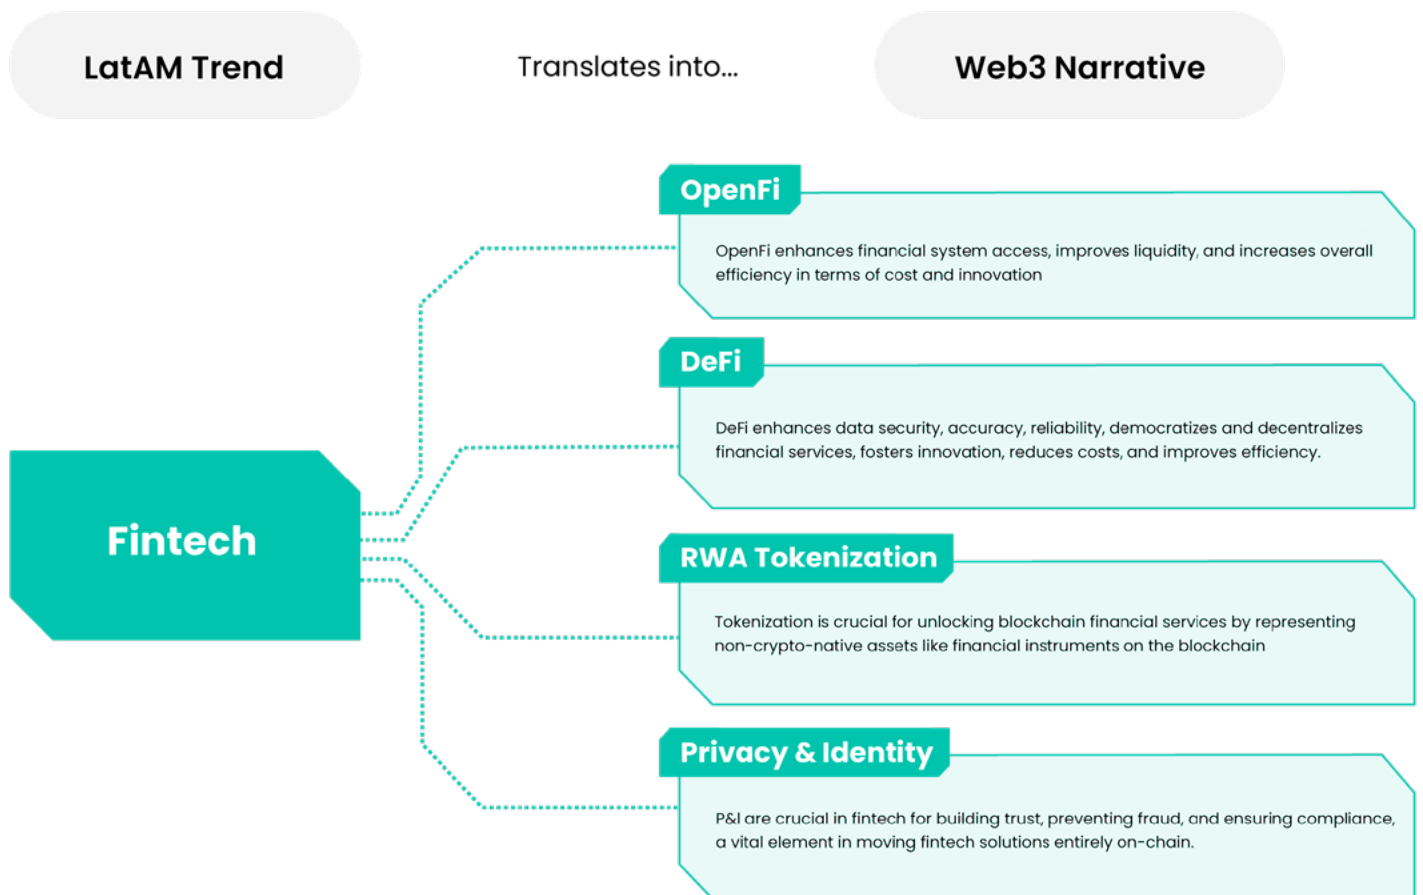 LatAM Trend
Translates into...
Web3 Narrative
OpenFi
OpenFi enhances financial system access, improves liquidity, and increases overall
efficiency in terms of cost and innovation
DeFi
DeFi enhances data security, accuracy, reliability, democratizes and decentralizes
financial services, fosters innovation, reduces costs, and improves efficiency.
Fintech
RWA Tokenization
Tokenization is crucial for unlocking blockchain financial services by representing
non-crypto-native assets like financial instruments on the blockchain
Privacy & Identity
P&I are crucial in fintech for building trust, preventing fraud, and ensuring compliance,
a vital element in moving fintech solutions entirely on-chain.